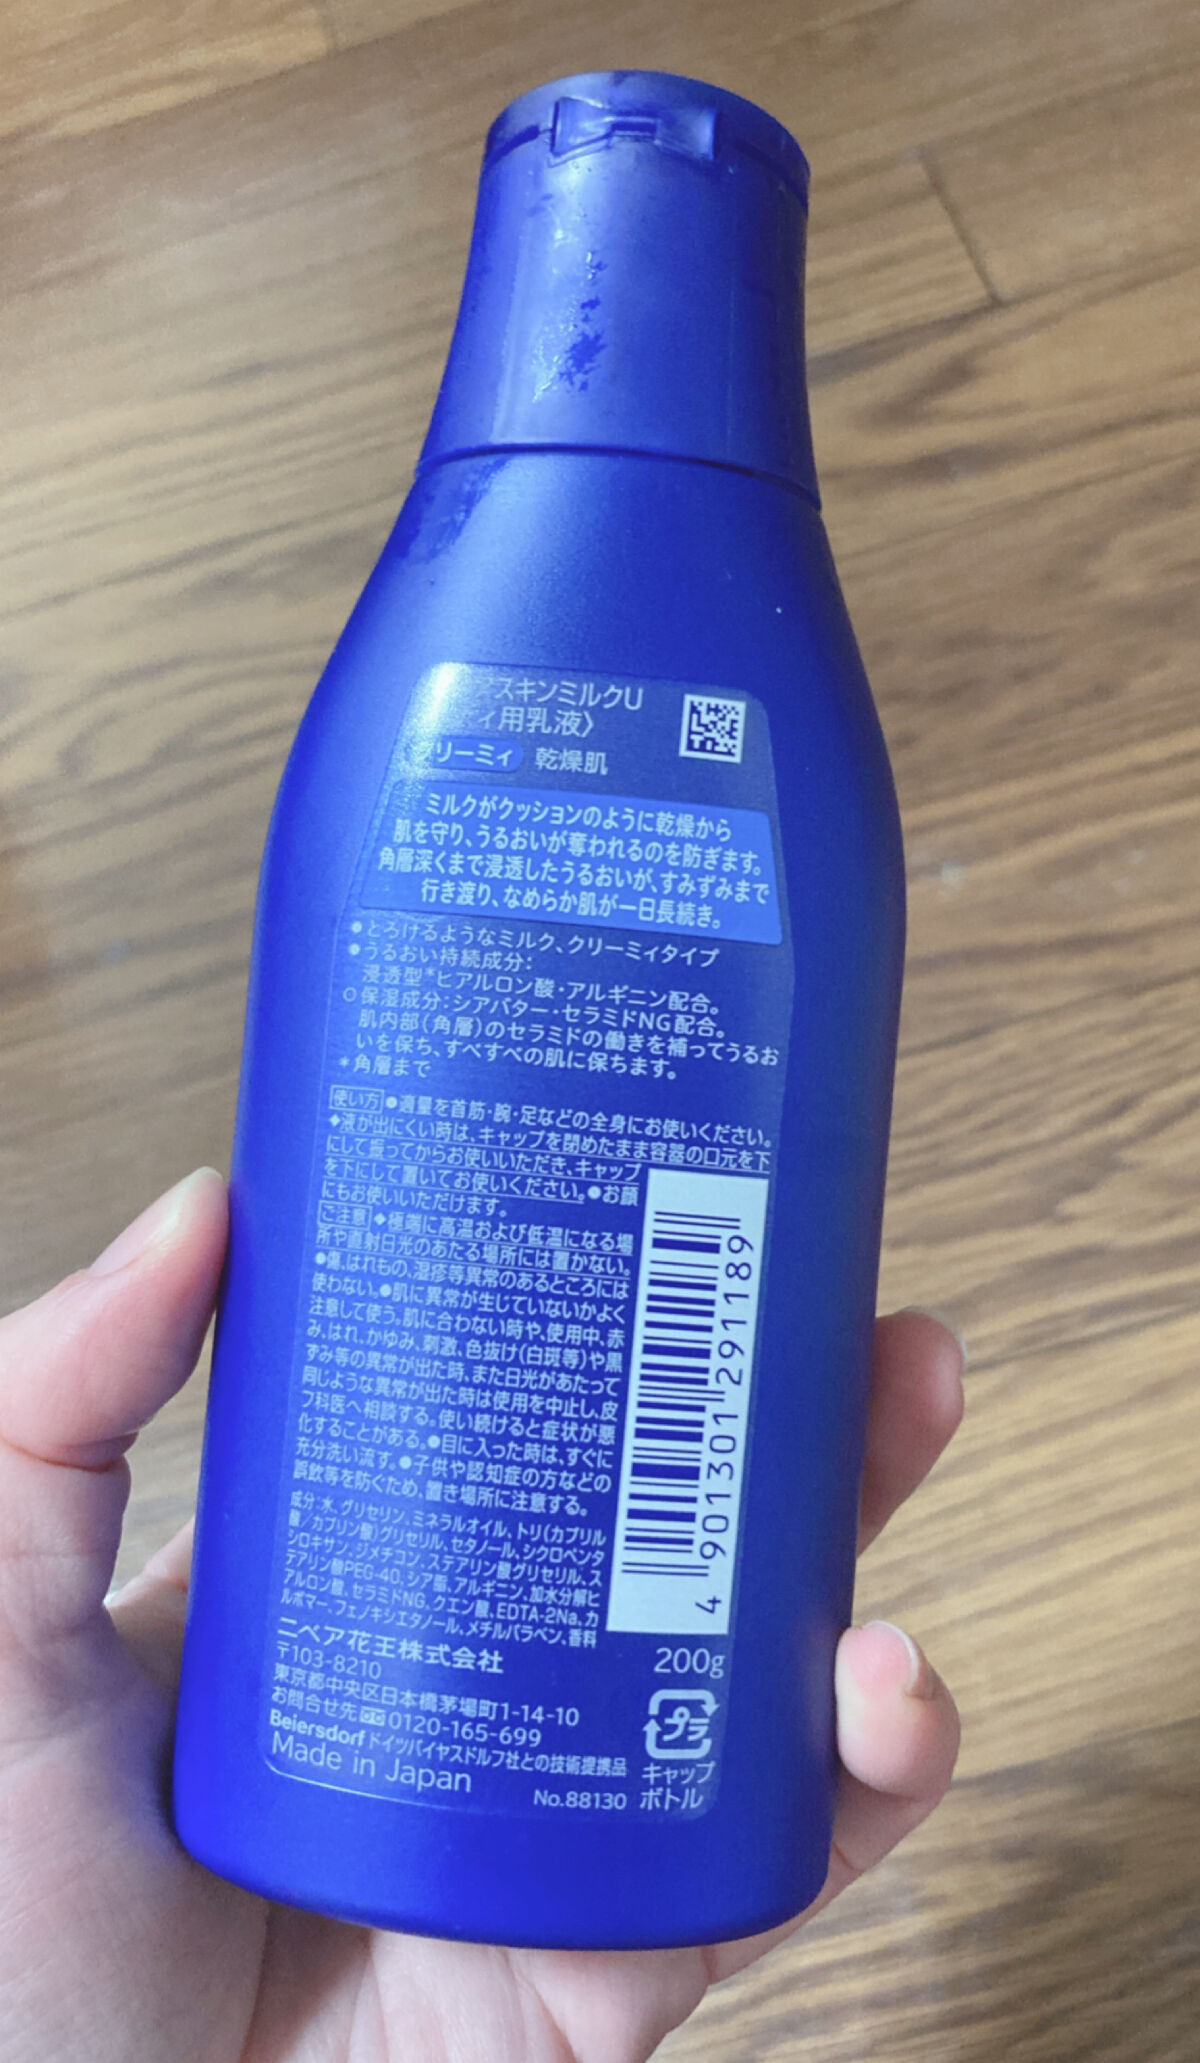 スキンミルクU
ィ用乳液〉
リーミィ 乾燥肌
ミルクがクッションのように乾燥から
肌を守り、うるおいが奪われるのを防ぎます。
角層深くまで浸透したうるおいが、すみずみまで
行き渡り、なめらか肌が一日長続き。
●とろけるようなミルク、クリーミィタイプ
●うるおい持続成分:
浸透型*ヒアルロン酸・アルギニン配合。
○保湿成分:シアバター・セラミドNG配合。
肌内部(角層)のセラミドの働きを補ってうるお
いを保ち、すべすべの肌に保ちます。
*角層まで
使い方 ●適量を首筋・腕・足などの全身にお使いください。
◆液が出にくい時は、キャップを閉めたまま容器の口元を下
にして振ってからお使いいただき、キャップ
を下にして置いてお使いください。●お顔
にもお使いいただけます。
ご注意 ◆極端に高温および低温になる場
所や直射日光のあたる場所には置かない。
●傷、はれもの、湿疹等異常のあるところには
使わない。●肌に異常が生じていないかよく
注意して使う。肌に合わない時や、使用中、赤
み、はれ、かゆみ、刺激、色抜け(白斑等)や黒
ずみ等の異常が出た時、また日光があたって
同じような異常が出た時は使用を中止し、皮
フ科医へ相談する。使い続けると症状が悪
化することがある。●目に入った時は、すぐに
充分洗い流す。●子供や認知症の方などの
誤飲等を防ぐため、置き場所に注意する。
成分:水、グリセリン、ミネラルオイル、トリ(カプリル
酸/カプリン酸)グリセリル、セタノール、シクロペンタ
シロキサン、ジメチコン、ステアリン酸グリセリル、ス
テアリン酸PEG-40、シア脂、アルギニン、加水分解ヒ
アルロン酸、セラミドNG、クエン酸、EDTA-2Na、カ
ルボマー、フェノキシエタノール、メチルパラベン、香料
4 901301 291189
ニベア花王株式会社
〒103-8210
東京都中央区日本橋茅場町1-14-10
お問合せ先 0120-165-699
Beiersdorf ドイツバイヤスドルフ社との技術提携品
Made in Japan
No.88130
200g
プラ
キャップ
ボトル